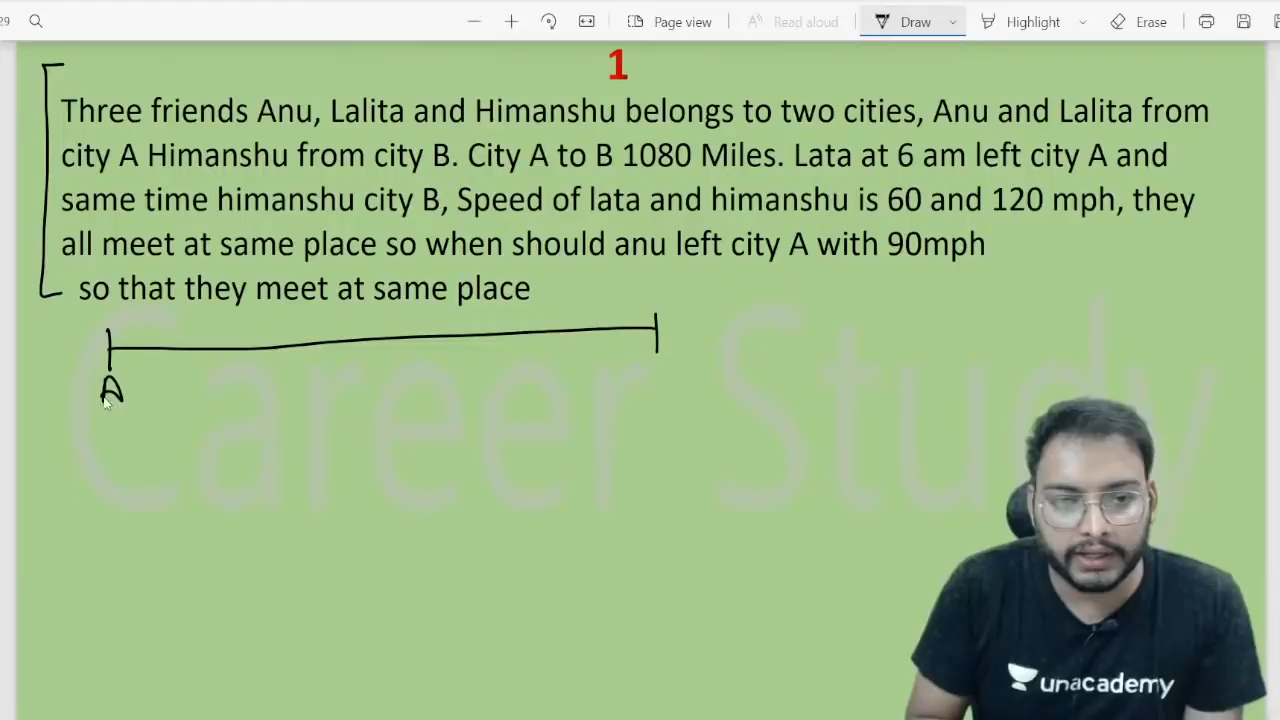 29
Page view
Read aloud
Draw
Highlight
Erase
1
Three friends Anu, Lalita and Himanshu belongs to two cities, Anu and Lalita from
city A Himanshu from city B. City A to B 1080 Miles. Lata at 6 am left city A and
same time himanshu city B, Speed of lata and himanshu is 60 and 120 mph, they
all meet at same place so when should anu left city A with 90mph
so that they meet at same place
A
Career Study
unacademy